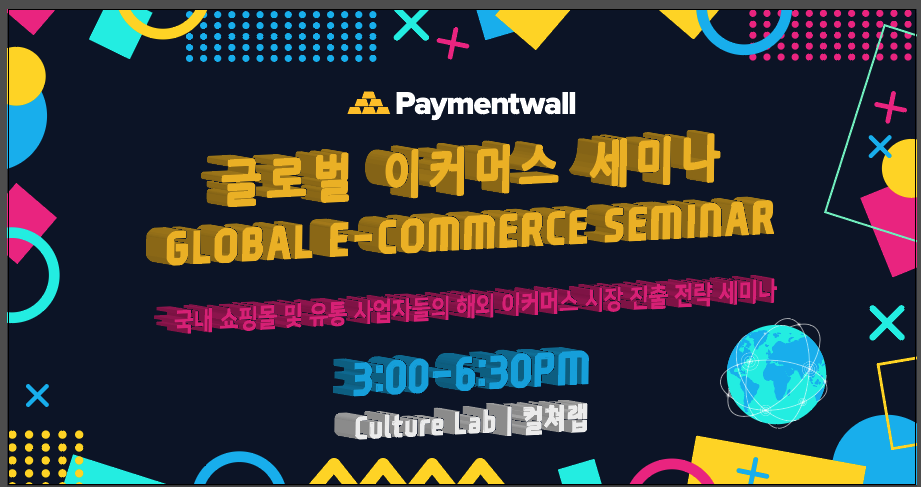 Paymentwall
글로벌 이커머스 세미나
GLOBAL E-COMMERCE SEMINAR
국내 쇼핑몰 및 유통 사업자들의 해외 이커머스 시장 진출 전략 세미나
3:00-6:30PM
Culture Lab | 컬쳐랩